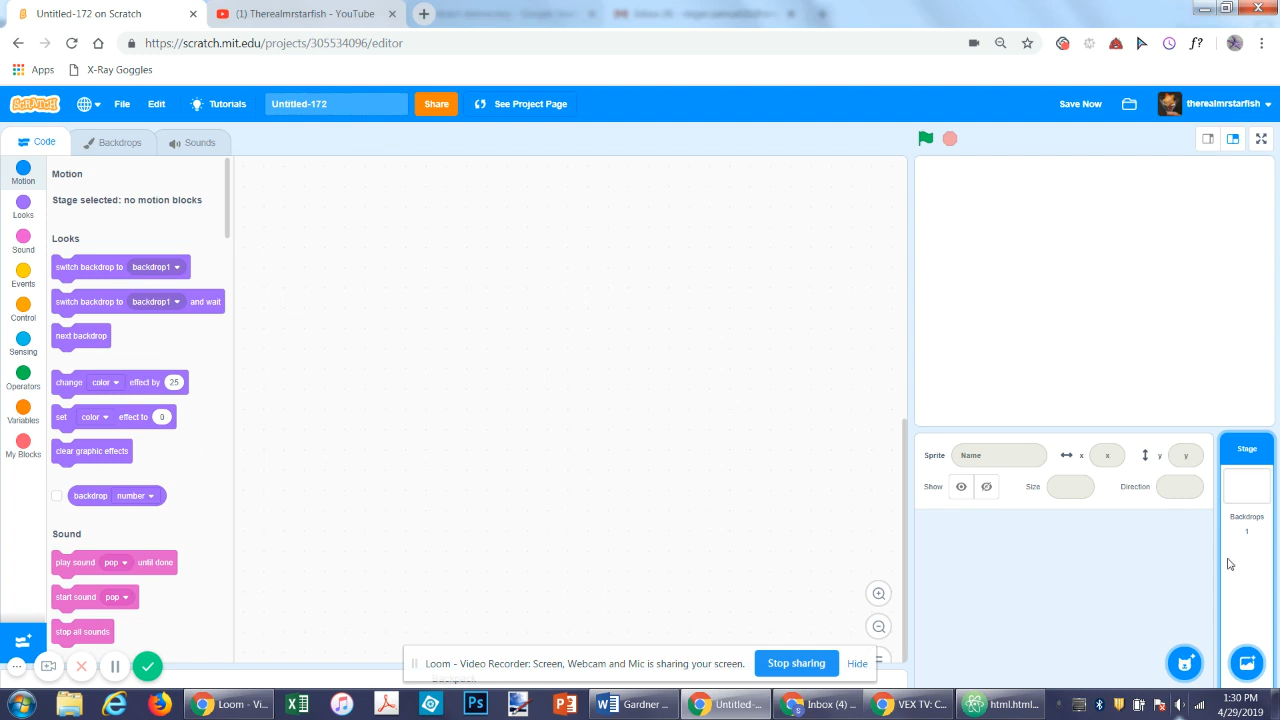 Untitled-172 on Scratch
(1) Therealmrstarfish - YouTube
https://scratch.mit.edu/projects/305534096/editor
f?
Apps
X-Ray Goggles
SCRATCH
File
Edit
Tutorials
Untitled-172
Share
See Project Page
Save Now
therealmrstarfish
Code
Backdrops
Sounds
Motion
Looks
Sound
Events
Control
Sensing
Operators
Variables
My Blocks
Motion
Stage selected: no motion blocks
Looks
switch backdrop to backdrop1
switch backdrop to backdrop1 and wait
next backdrop
change color effect by 25
set color effect to 0
clear graphic effects
backdrop number
Sound
play sound pop until done
start sound pop
stop all sounds
Sprite Name x x y y
Show Size Direction
Stage
Backdrops
1
Loom - Video Recorder: Screen, Webcam and Mic is sharing your screen. Stop sharing Hide
Backpack
Loom - Vi...
Gardner ...
Untitled-...
Inbox (4) ...
VEX TV: C...
html.html...
1:30 PM
4/29/2019